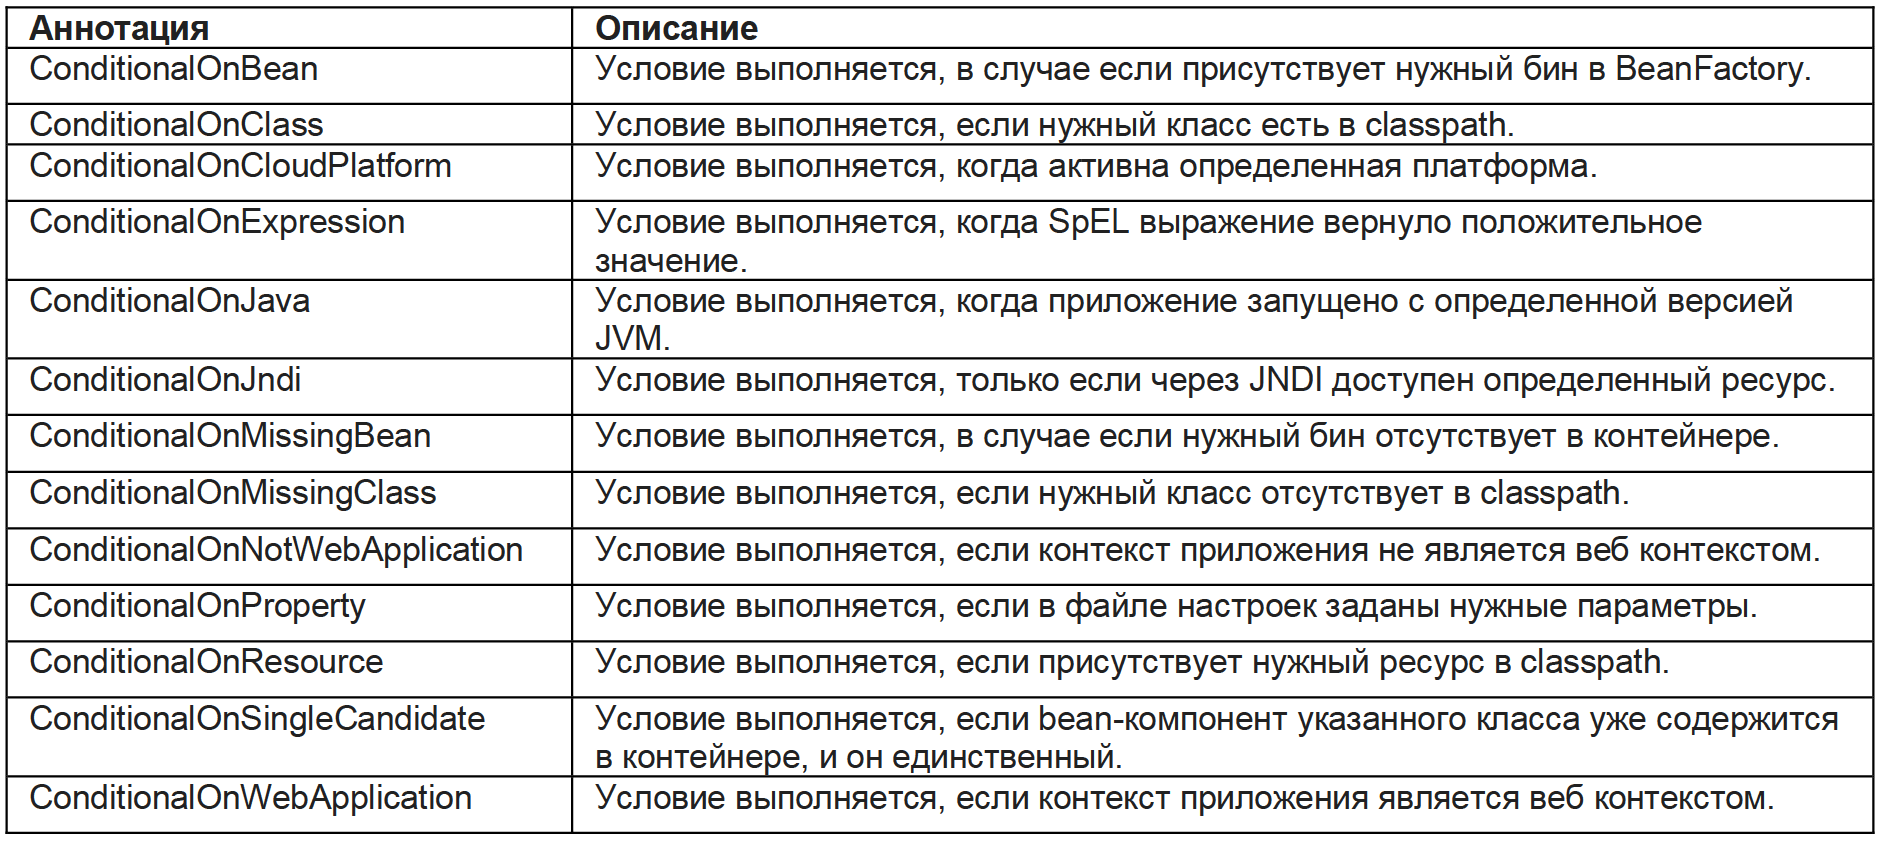 Аннотация Описание
ConditionalOnBean Условие выполняется, в случае если присутствует нужный бин в BeanFactory.
ConditionalOnClass Условие выполняется, если нужный класс есть в classpath.
ConditionalOnCloudPlatform Условие выполняется, когда активна определенная платформа.
ConditionalOnExpression Условие выполняется, когда SpEL выражение вернуло положительное
значение.
ConditionalOnJava Условие выполняется, когда приложение запущено с определенной версией
JVM.
ConditionalOnJndi Условие выполняется, только если через JNDI доступен определенный ресурс.
ConditionalOnMissingBean Условие выполняется, в случае если нужный бин отсутствует в контейнере.
ConditionalOnMissingClass Условие выполняется, если нужный класс отсутствует в classpath.
ConditionalOnNotWebApplication Условие выполняется, если контекст приложения не является веб контекстом.
ConditionalOnProperty Условие выполняется, если в файле настроек заданы нужные параметры.
ConditionalOnResource Условие выполняется, если присутствует нужный ресурс в classpath.
ConditionalOnSingleCandidate Условие выполняется, если bean-компонент указанного класса уже содержится
в контейнере, и он единственный.
ConditionalOnWebApplication Условие выполняется, если контекст приложения является веб контекстом.